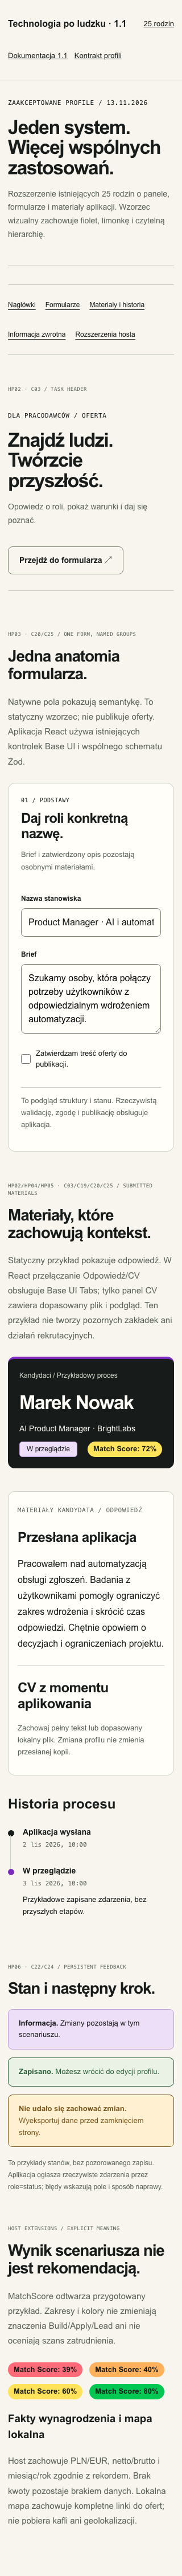 Technologia po ludzku · 1.1
25 rodzin
Dokumentacja 1.1
Kontrakt profili
ZAAKCEPTOWANE PROFILE / 13.11.2026
Jeden system.
Więcej wspólnych
zastosowań.
Rozszerzenie istniejących 25 rodzin o panele,
formularze i materiały aplikacji. Wzorzec
wizualny zachowuje fiolet, limonkę i czytelną
hierarchię.
Nagłówki
Formularze
Materiały i historia
Informacja zwrotna
Rozszerzenia hosta
HP02 · C03 / TASK HEADER
DLA PRACODAWCÓW / OFERTA
Znajdź ludzi.
Twórzcie
przyszłość.
Opowiedz o roli, pokaż warunki i daj się
poznać.
Przejdź do formularza ↗
HP03 · C20/C25 / ONE FORM, NAMED GROUPS
Jedna anatomia
formularza.
Natywne pola pokazują semantykę. To
statyczny wzorzec; nie publikuje oferty.
Aplikacja React używa istniejących
kontrolek Base UI i wspólnego schematu
Zod.
01 / PODSTAWY
Daj roli konkretną
nazwę.
Brief i zatwierdzony opis pozostają
osobnymi materiałami.
Nazwa stanowiska
Product Manager · AI i automat
Brief
Szukamy osoby, która połączy
potrzeby użytkowników z
odpowiedzialnym wdrożeniem
automatyzacji.
Zatwierdzam treść oferty do
publikacji.
To podgląd struktury i stanu. Rzeczywistą
walidację, zgodę i publikację obsługuje
aplikacja.
HP02/HP04/HP05 · C03/C19/C20/C25 / SUBMITTED
MATERIALS
Materiały, które
zachowują kontekst.
Statyczny przykład pokazuje odpowiedź. W
React przełączanie Odpowiedź/CV
obsługuje Base UI Tabs; tylko panel CV
zawiera dopasowany plik i podgląd. Ten
przykład nie tworzy pozornych zakładek ani
działań rekrutacyjnych.
Kandydaci / Przykładowy proces
Marek Nowak
AI Product Manager · BrightLabs
W przeglądzie
Match Score: 72%
MATERIAŁY KANDYDATA / ODPOWIEDŹ
Przesłana aplikacja
Pracowałem nad automatyzacją
obsługi zgłoszeń. Badania z
użytkownikami pomogły ograniczyć
zakres wdrożenia i skrócić czas
odpowiedzi. Chętnie opowiem o
decyzjach i ograniczeniach projektu.
CV z momentu
aplikowania
Zachowaj pełny tekst lub dopasowany
lokalny plik. Zmiana profilu nie zmienia
przesłanej kopii.
Historia procesu
Aplikacja wysłana
2 lis 2026, 10:00
W przeglądzie
3 lis 2026, 10:00
Przykładowe zapisane zdarzenia, bez
przyszłych etapów.
HP06 · C22/C24 / PERSISTENT FEEDBACK
Stan i następny krok.
Informacja. Zmiany pozostają w tym
scenariuszu.
Zapisano. Możesz wrócić do edycji profilu.
Nie udało się zachować zmian.
Wyeksportuj dane przed zamknięciem
strony.
To przykłady stanów, bez pozorowanego zapisu.
Aplikacja ogłasza rzeczywiste zdarzenia przez
role=status; błędy wskazują pole i sposób naprawy.
HOST EXTENSIONS / EXPLICIT MEANING
Wynik scenariusza nie
jest rekomendacją.
MatchScore odtwarza przygotowany
przykład. Zakresy i kolory nie zmieniają
znaczenia Build/Apply/Lead ani nie
oceniają szans zatrudnienia.
Match Score: 39%
Match Score: 40%
Match Score: 60%
Match Score: 80%
Fakty wynagrodzenia i mapa
lokalna
Host zachowuje PLN/EUR, netto/brutto i
miesiąc/rok zgodnie z rekordem. Brak
kwoty pozostaje brakiem danych. Lokalna
mapa zachowuje kompletne linki do ofert;
nie pobiera kafli ani geolokalizacji.